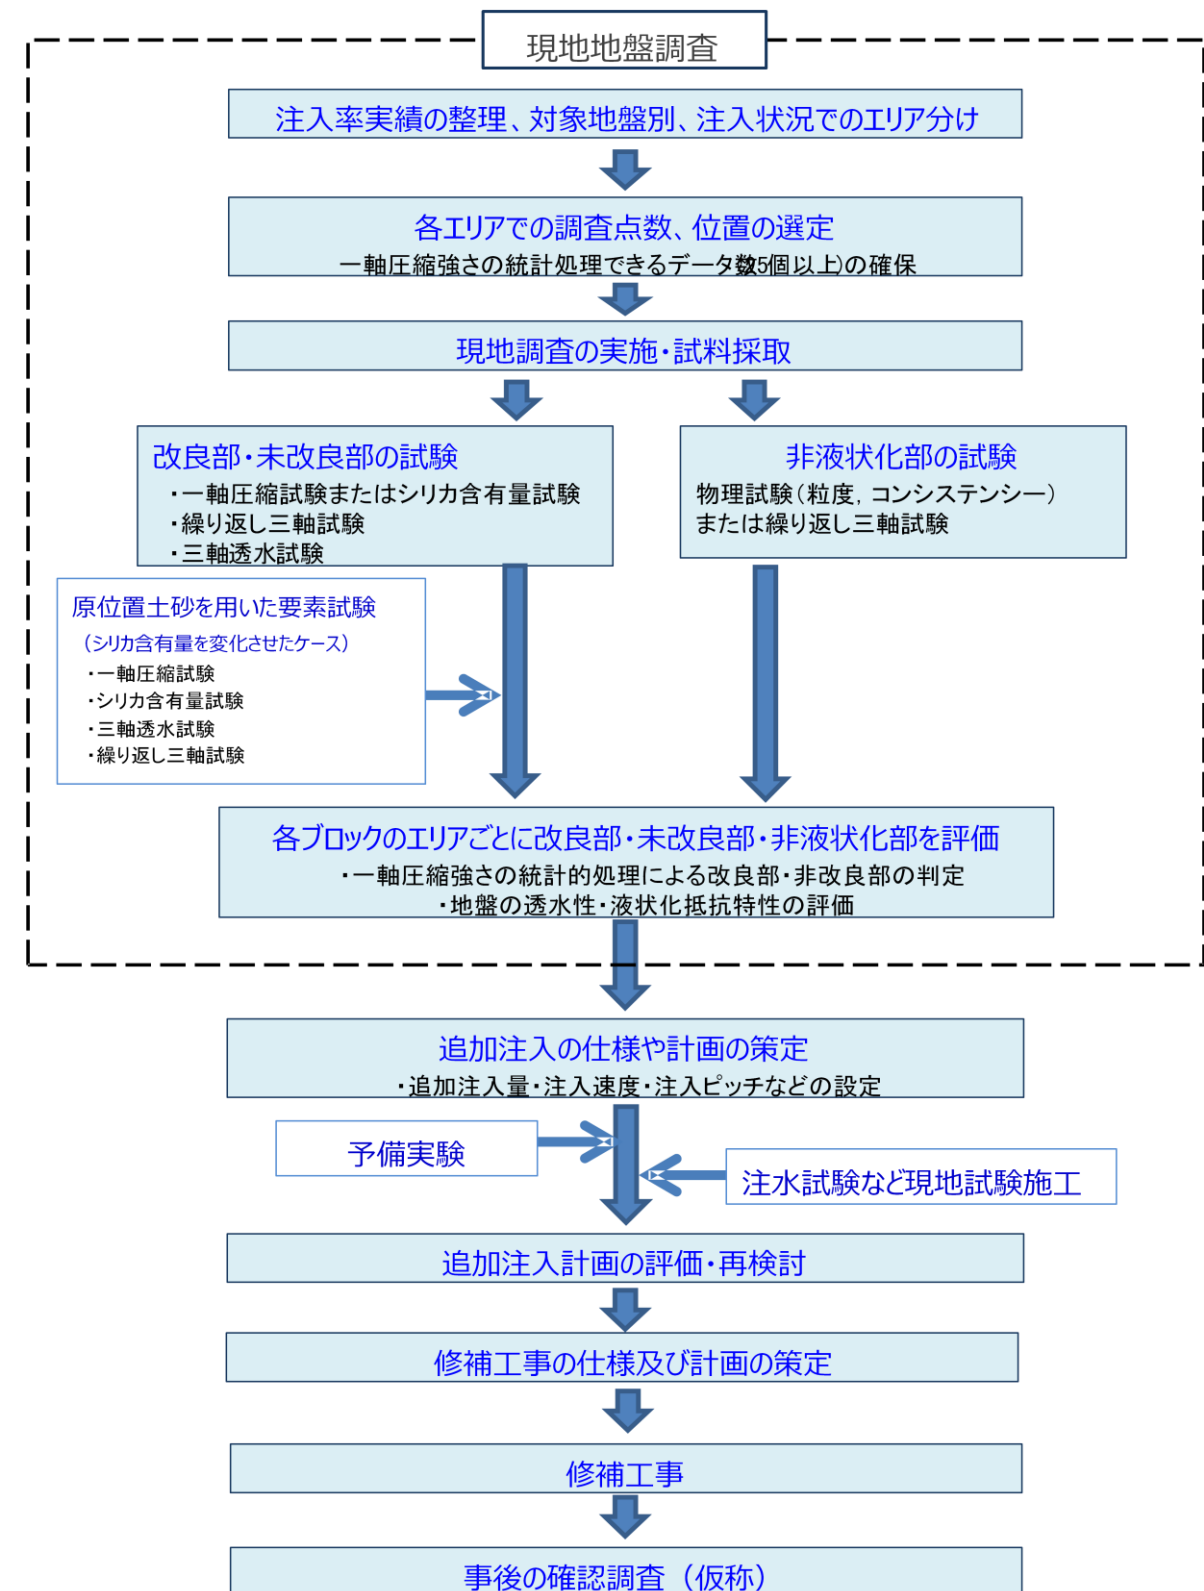 現地地盤調査
注入率実績の整理、対象地盤別、注入状況でのエリア分け
各エリアでの調査点数、位置の選定
一軸圧縮強さの統計処理できるデータ数25個以上)の確保
現地調査の実施・試料採取
改良部・未改良部の試験
・一軸圧縮試験またはシリカ含有量試験
・繰り返し三軸試験
・三軸透水試験
非液状化部の試験
物理試験（粒度，コンシステンシー）
または繰り返し三軸試験
原位置土砂を用いた要素試験
（シリカ含有量を変化させたケース）
・一軸圧縮試験
・シリカ含有量試験
・三軸透水試験
・繰り返し三軸試験
各ブロックのエリアごとに改良部・未改良部・非液状化部を評価
・一軸圧縮強さの統計的処理による改良部・非改良部の判定
・地盤の透水性・液状化抵抗特性の評価
追加注入の仕様や計画の策定
・追加注入量・注入速度・注入ピッチなどの設定
予備実験
注水試験など現地試験施工
追加注入計画の評価・再検討
修補工事の仕様及び計画の策定
修補工事
事後の確認調査（仮称）